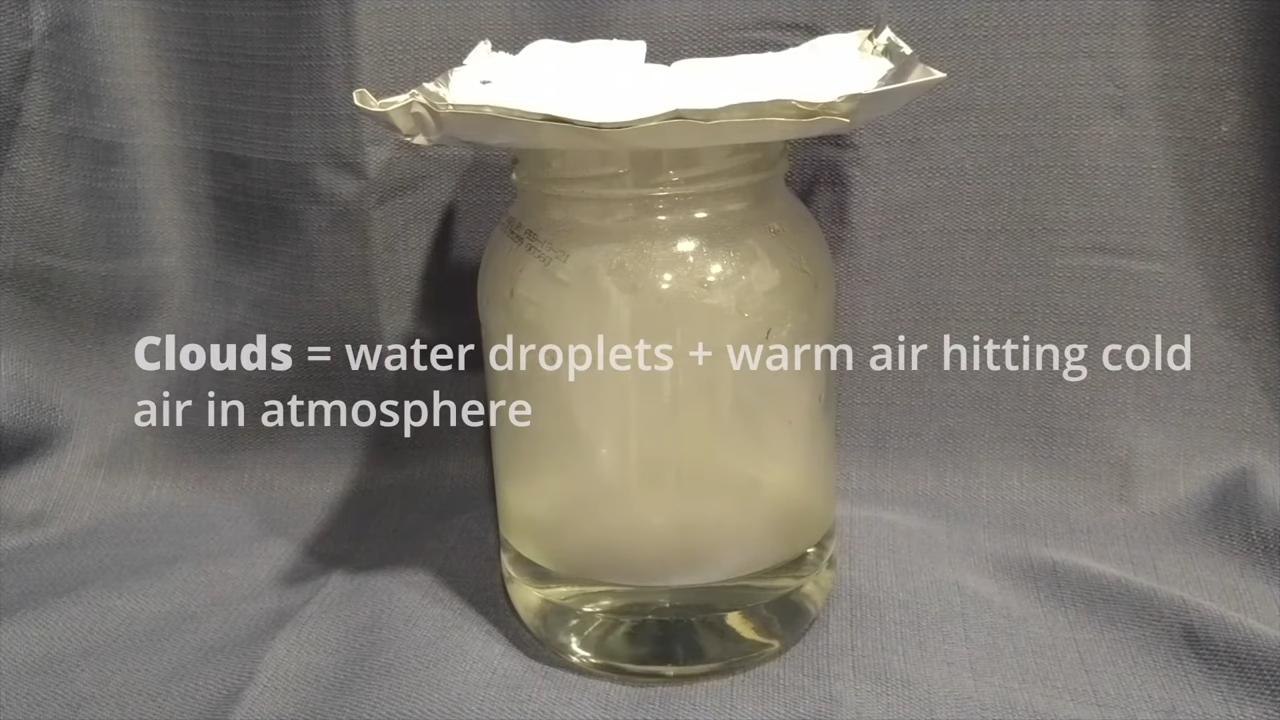 Clouds = water droplets + warm air hitting cold
air in atmosphere